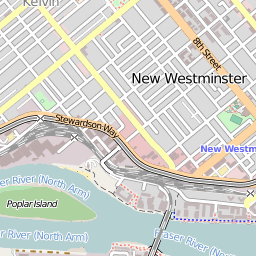 Kelvin
8th Street
New Westminster
Stewardson Way
New Westm
Fraser River (North Arm)
Poplar Island
Fraser River (North Arm)
Fraser River (North